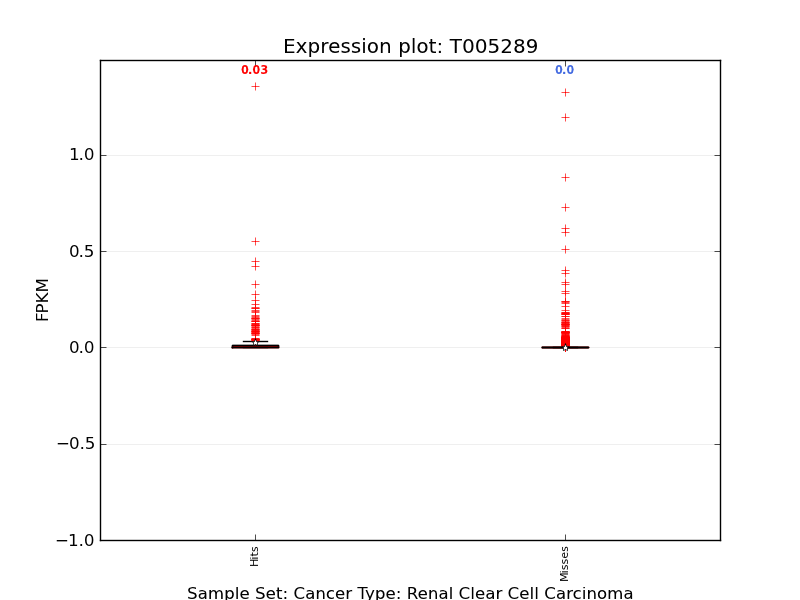 Expression plot: T005289
0.03
0.0
1.0
0.5
0.0
−0.5
−1.0
FPKM
Hits
Misses
Sample Set: Cancer Type: Renal Clear Cell Carcinoma